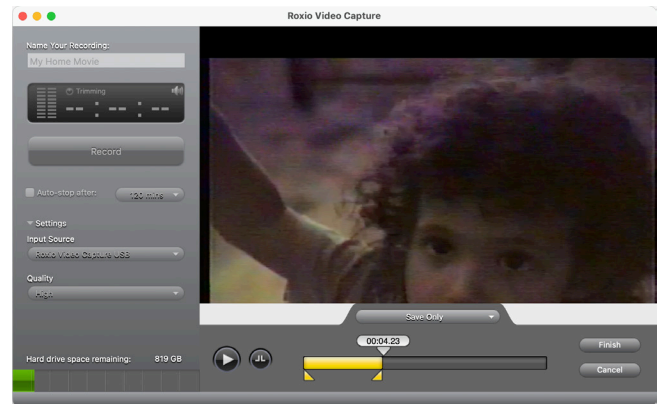 Roxio Video Capture
Name Your Recording:
My Home Movie
Trimming
-- : -- : --
Record
Auto-stop after:
120 mins
Settings
Input Source
Roxio Video Capture USB
Quality
High
Hard drive space remaining:
819 GB
Save Only
00:04.23
Finish
Cancel